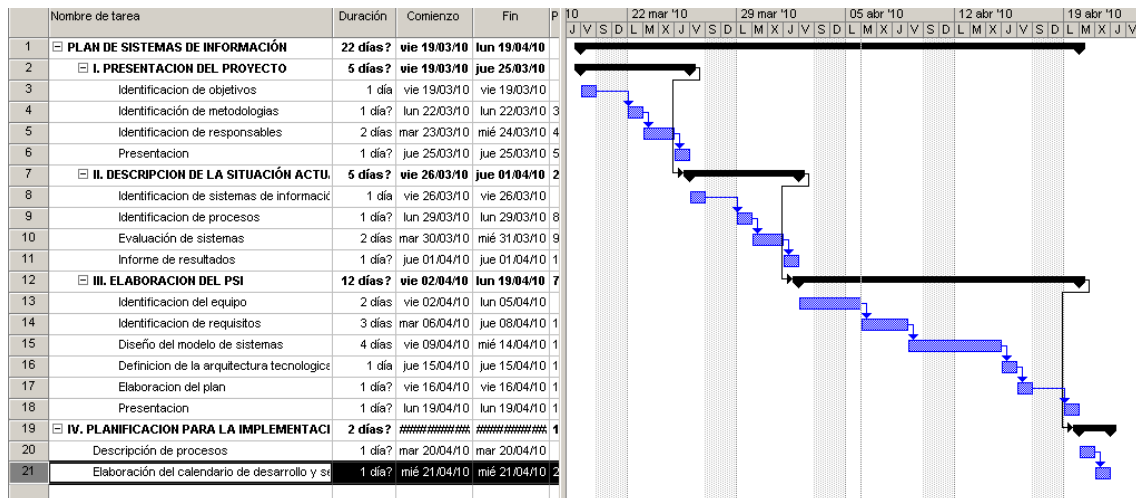 Nombre de tarea Duración Comienzo Fin P 10 22 mar '10 29 mar '10 05 abr '10 12 abr '10 19 abr '10
J V S D L M X J V S D L M X J V S D L M X J V S D L M X J V S D L M X J V
1 PLAN DE SISTEMAS DE INFORMACIÓN 22 días? vie 19/03/10 lun 19/04/10
2 I. PRESENTACION DEL PROYECTO 5 días? vie 19/03/10 jue 25/03/10
3 Identificacion de objetivos 1 día vie 19/03/10 vie 19/03/10
4 Identificación de metodologias 1 día? lun 22/03/10 lun 22/03/10 3
5 Identificación de responsables 2 días mar 23/03/10 mié 24/03/10 4
6 Presentacion 1 día? jue 25/03/10 jue 25/03/10 5
7 II. DESCRIPCION DE LA SITUACIÓN ACTU. 5 días? vie 26/03/10 jue 01/04/10 2
8 Identificacion de sistemas de informació 1 día vie 26/03/10 vie 26/03/10
9 Identificacion de procesos 1 día? lun 29/03/10 lun 29/03/10 8
10 Evaluación de sistemas 2 días mar 30/03/10 mié 31/03/10 9
11 Informe de resultados 1 día? jue 01/04/10 jue 01/04/10 1
12 III. ELABORACION DEL PSI 12 días? vie 02/04/10 lun 19/04/10 7
13 Identificacion del equipo 2 días vie 02/04/10 lun 05/04/10
14 Identificacion de requisitos 3 días mar 06/04/10 jue 08/04/10 1
15 Diseño del modelo de sistemas 4 días vie 09/04/10 mié 14/04/10 1
16 Definicion de la arquitectura tecnologica 1 día jue 15/04/10 jue 15/04/10 1
17 Elaboracion del plan 1 día? vie 16/04/10 vie 16/04/10 1
18 Presentacion 1 día? lun 19/04/10 lun 19/04/10 1
19 IV. PLANIFICACION PARA LA IMPLEMENTACI 2 días? ########### ########### 1
20 Descripción de procesos 1 día? mar 20/04/10 mar 20/04/10
21 Elaboración del calendario de desarrollo y se 1 día? mié 21/04/10 mié 21/04/10 2